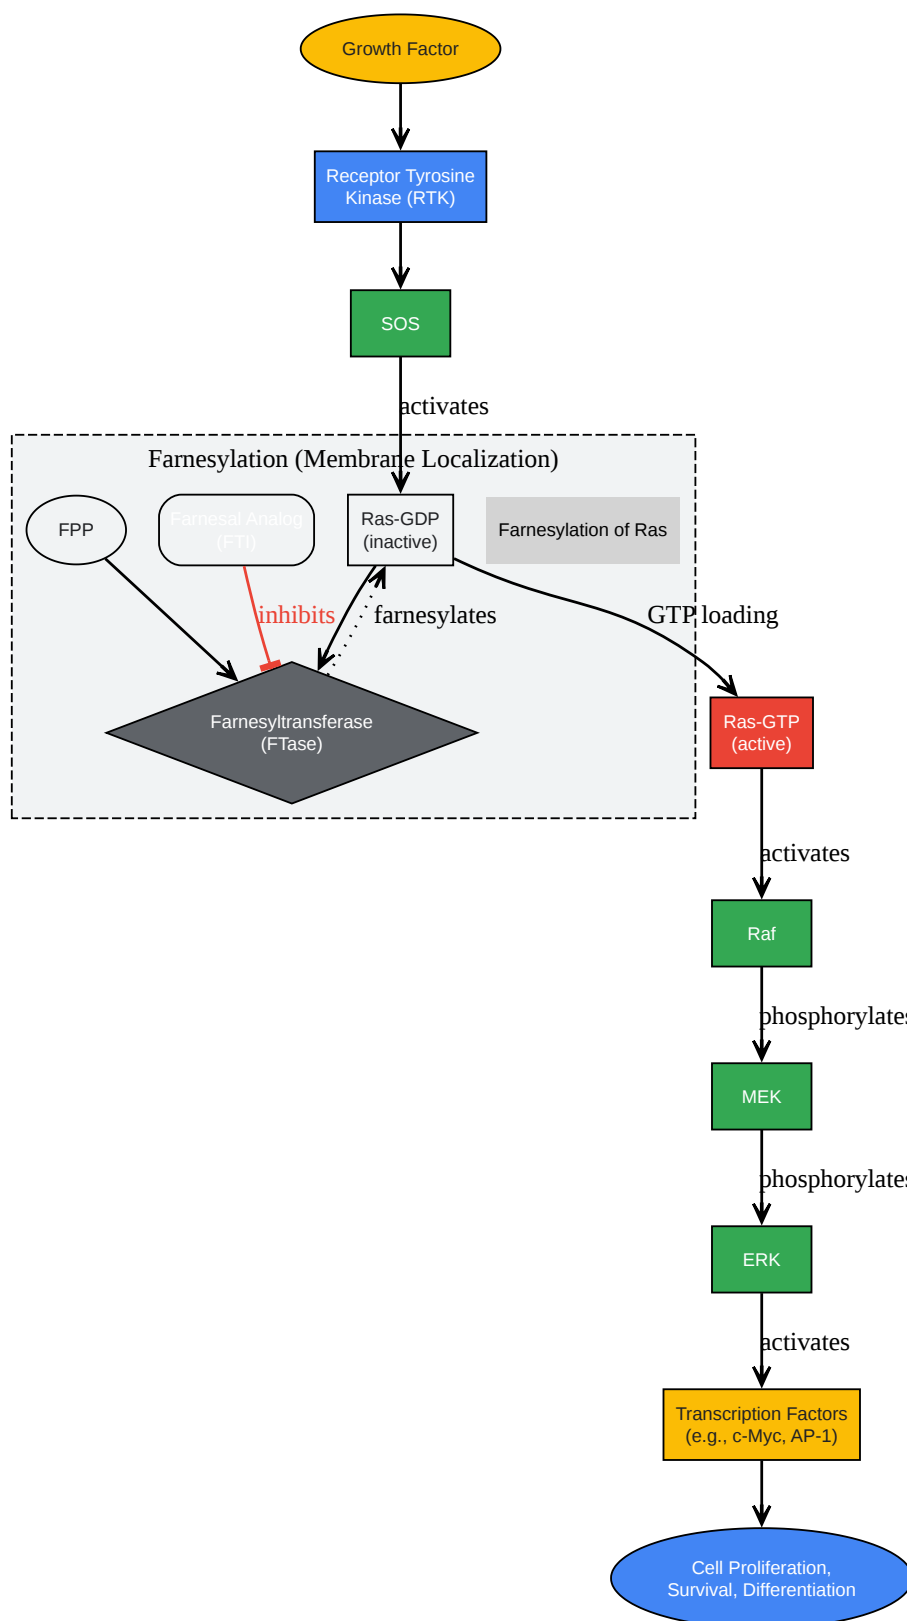 Growth Factor
Receptor Tyrosine
Kinase (RTK)
SOS
activates
Farnesylation (Membrane Localization)
FPP
Farnesal Analog
(FTI)
Ras-GDP
(inactive)
Farnesylation of Ras
inhibits
farnesylates
GTP loading
Farnesyltransferase
(FTase)
Ras-GTP
(active)
activates
Raf
phosphorylates
MEK
phosphorylates
ERK
activates
Transcription Factors
(e.g., c-Myc, AP-1)
Cell Proliferation,
Survival, Differentiation